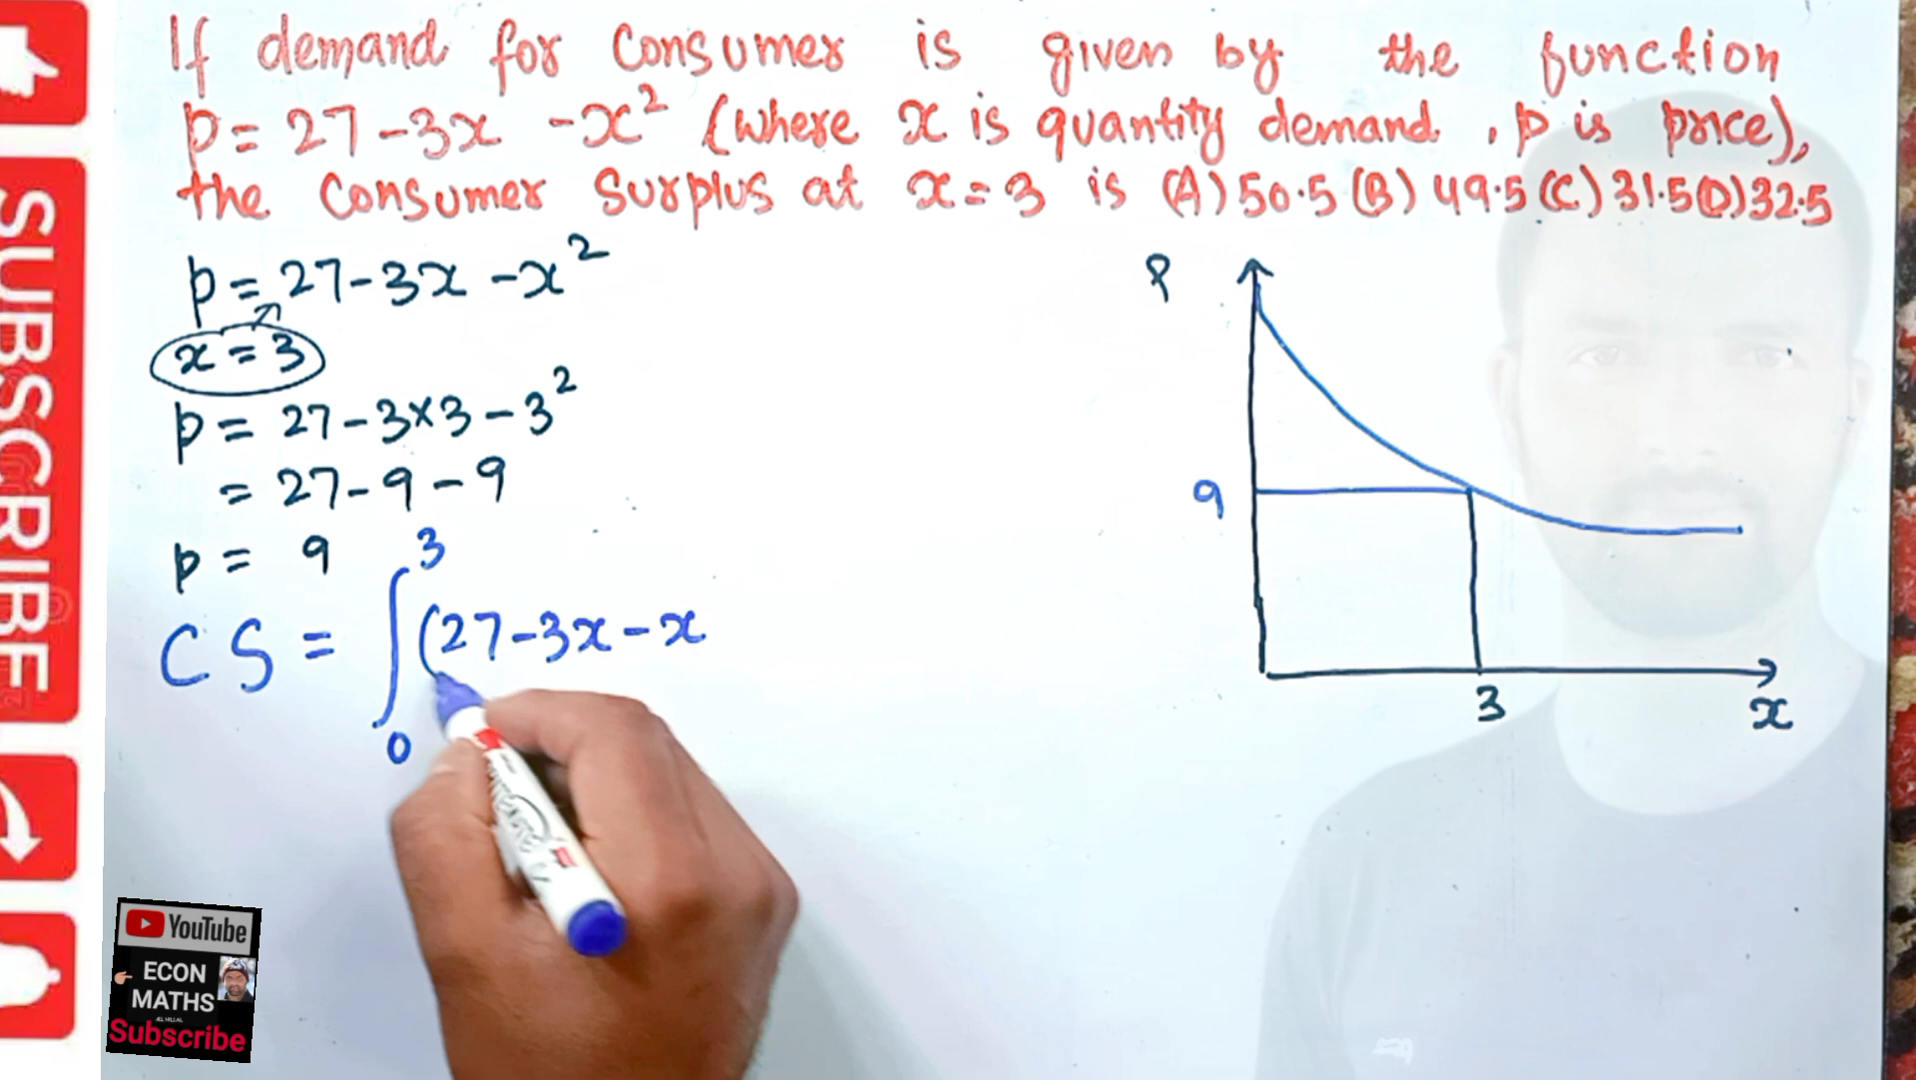 If demand for consumer is given by the function
p = 27 - 3x - x² (where x is quantity demand, p is price),
the consumer surplus at x = 3 is (A) 50.5 (B) 49.5 (C) 31.5 (D) 32.5
p = 27 - 3x - x²
x = 3
p = 27 - 3×3 - 3²
= 27 - 9 - 9
p = 9
CS = ∫₀³ (27 - 3x - x
P
9
3
x
SUBSCRIBE
YouTube
ECON
MATHS
Subscribe